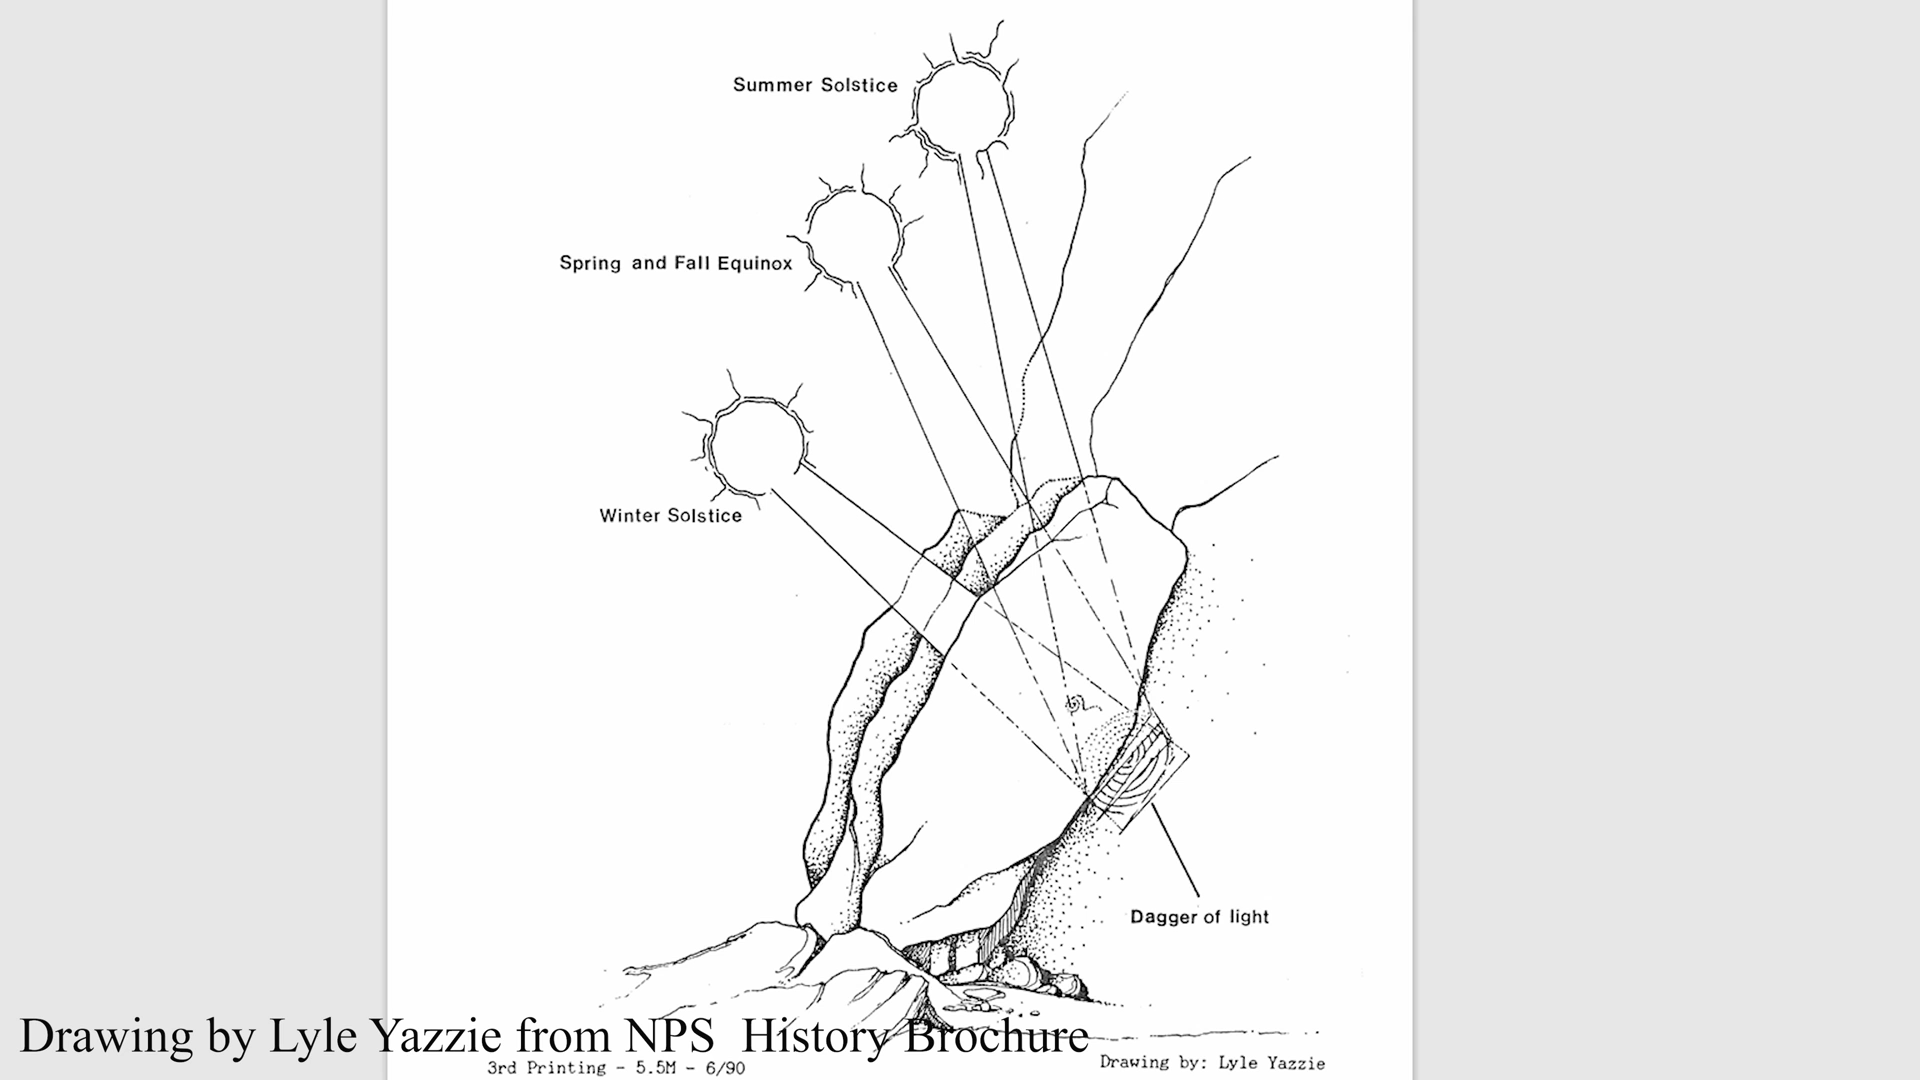 Summer Solstice
Spring and Fall Equinox
Winter Solstice
Dagger of light
Drawing by Lyle Yazzie from NPS History Brochure
3rd Printing - 5.5M - 6/90
Drawing by: Lyle Yazzie